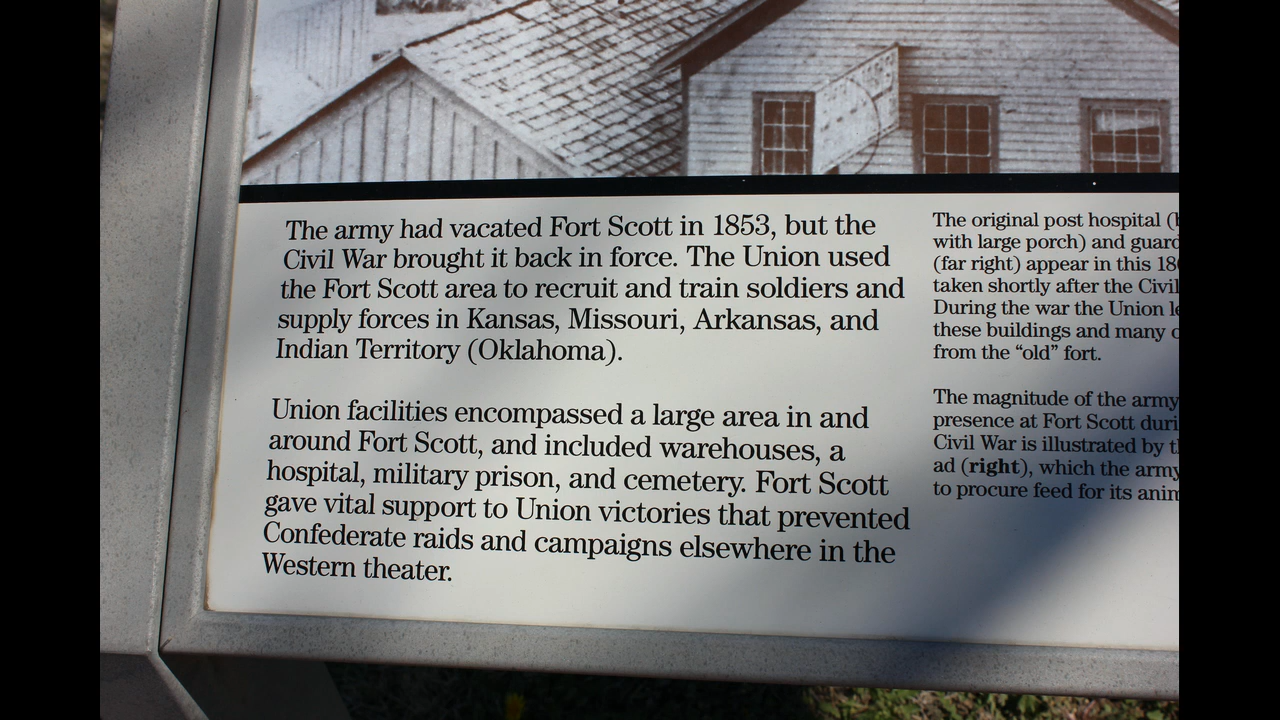 The army had vacated Fort Scott in 1853, but the
Civil War brought it back in force. The Union used
the Fort Scott area to recruit and train soldiers and
supply forces in Kansas, Missouri, Arkansas, and
Indian Territory (Oklahoma).
Union facilities encompassed a large area in and
around Fort Scott, and included warehouses, a
hospital, military prison, and cemetery. Fort Scott
gave vital support to Union victories that prevented
Confederate raids and campaigns elsewhere in the
Western theater.
The original post hospital
with large porch) and
(far right) appear in this
taken shortly after the Civil
During the war the Union
these buildings and many
from the “old” fort.
The magnitude of the army
presence at Fort Scott
Civil War is illustrated by
ad (right), which the army
to procure feed for its